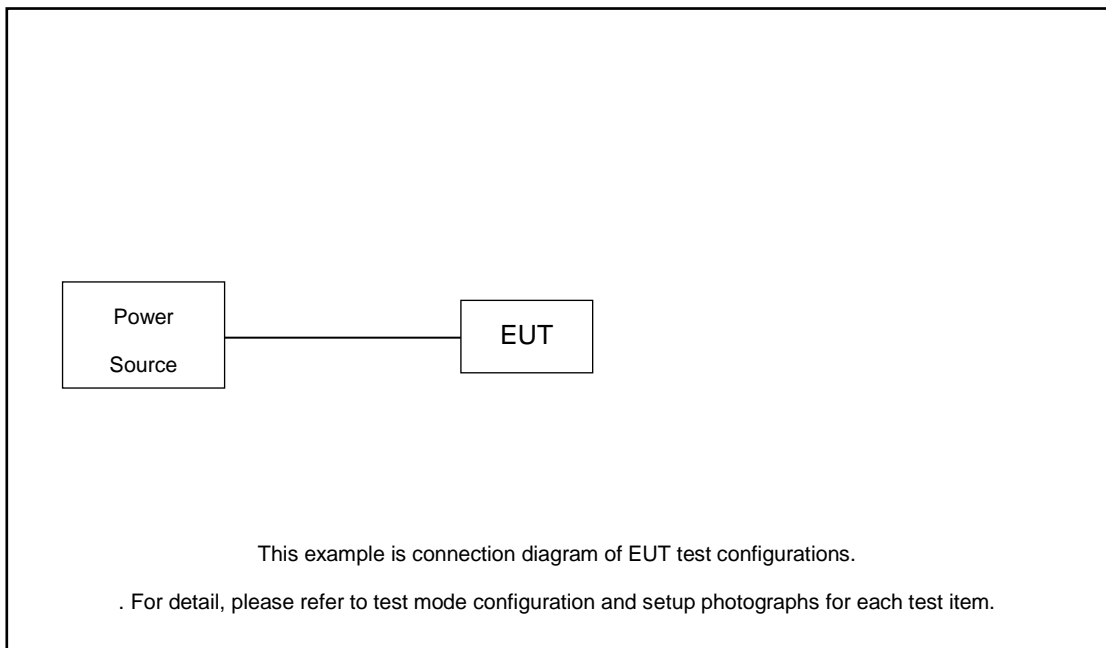 Power
Source
EUT
This example is connection diagram of EUT test configurations.
. For detail, please refer to test mode configuration and setup photographs for each test item.